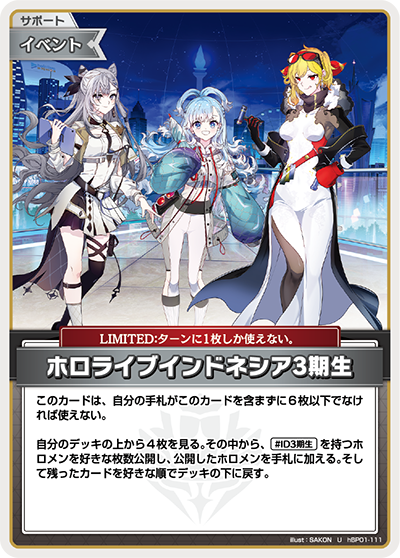 サポート
イベント
LIMITED:ターンに1枚しか使えない。
ホロライブインドネシア3期生
このカードは、自分の手札がこのカードを含まずに6枚以下でなけ
れば使えない。
自分のデッキの上から4枚を見る。その中から、#ID3期生を持つホ
ロメンを好きな枚数公開し、公開したホロメンを手札に加える。そし
て残ったカードを好きな順でデッキの下に戻す。
illust:SAKON U hBP01-111